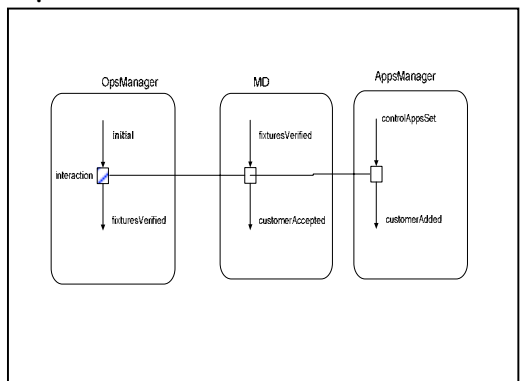 OpsManager
MD
AppsManager
initial
fixturesVerified
controlAppsSet
interaction
fixturesVerified
customerAccepted
customerAdded